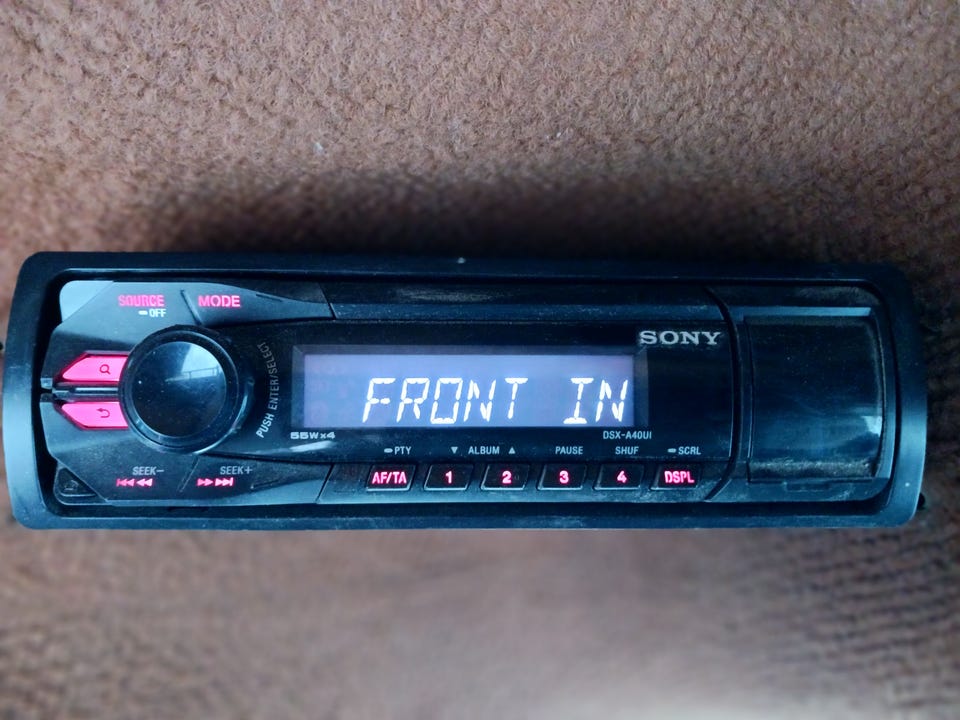 SOURCE MODE
OFF
SONY
PUSH ENTER/SELECT
FRONT IN
55W×4 DSX-A40UI
PTY ▼ ALBUM ▲ PAUSE SHUF SCRL
AF/TA 1 2 3 4 DSPL
SEEK− SEEK+